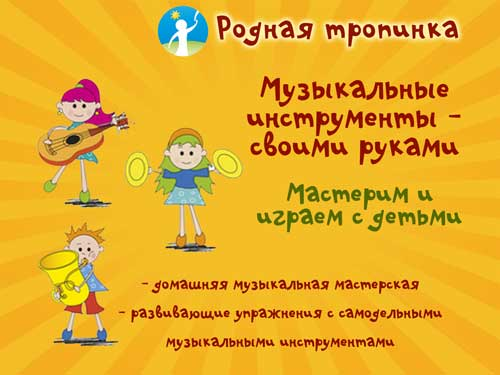 Родная тропинка
Музыкальные
инструменты -
своими руками
Мастерим и
играем с детьми
- домашняя музыкальная мастерская
- развивающие упражнения с самодельными
музыкальными инструментами